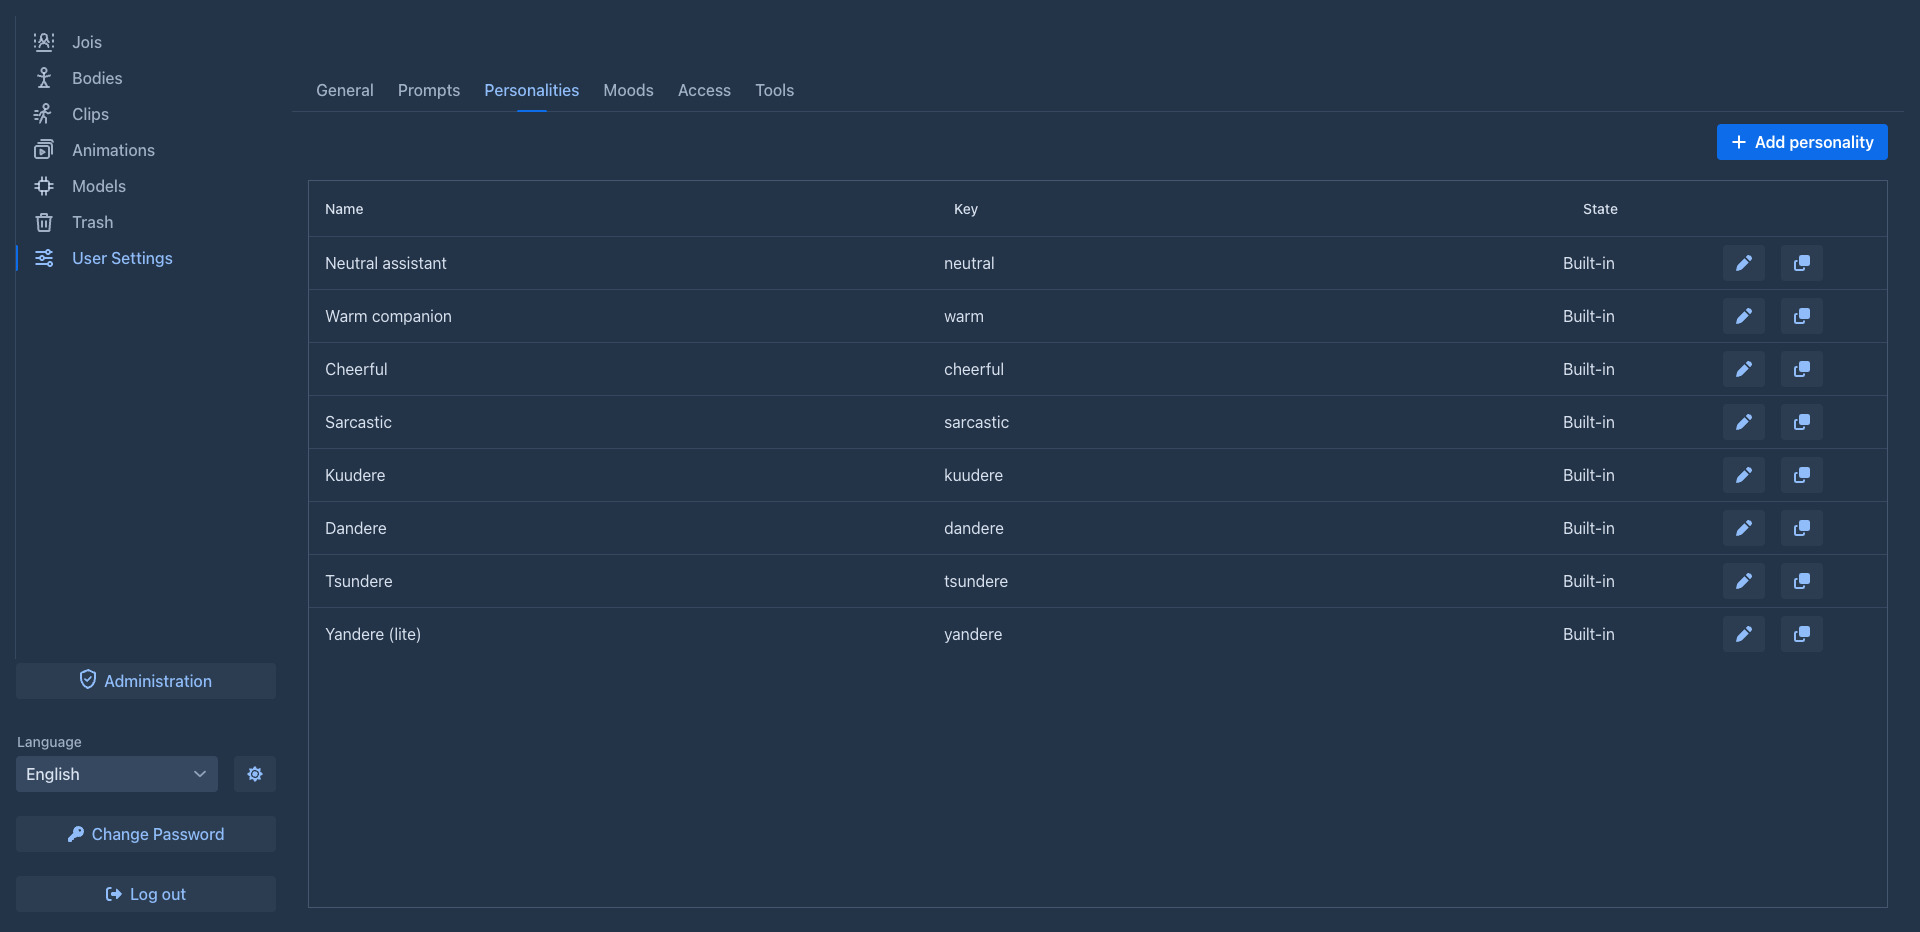 Jois
Bodies
Clips
Animations
Models
Trash
User Settings
Administration
Language
English
Change Password
Log out
General Prompts Personalities Moods Access Tools
Add personality
Name Key State
Neutral assistant neutral Built-in
Warm companion warm Built-in
Cheerful cheerful Built-in
Sarcastic sarcastic Built-in
Kuudere kuudere Built-in
Dandere dandere Built-in
Tsundere tsundere Built-in
Yandere (lite) yandere Built-in